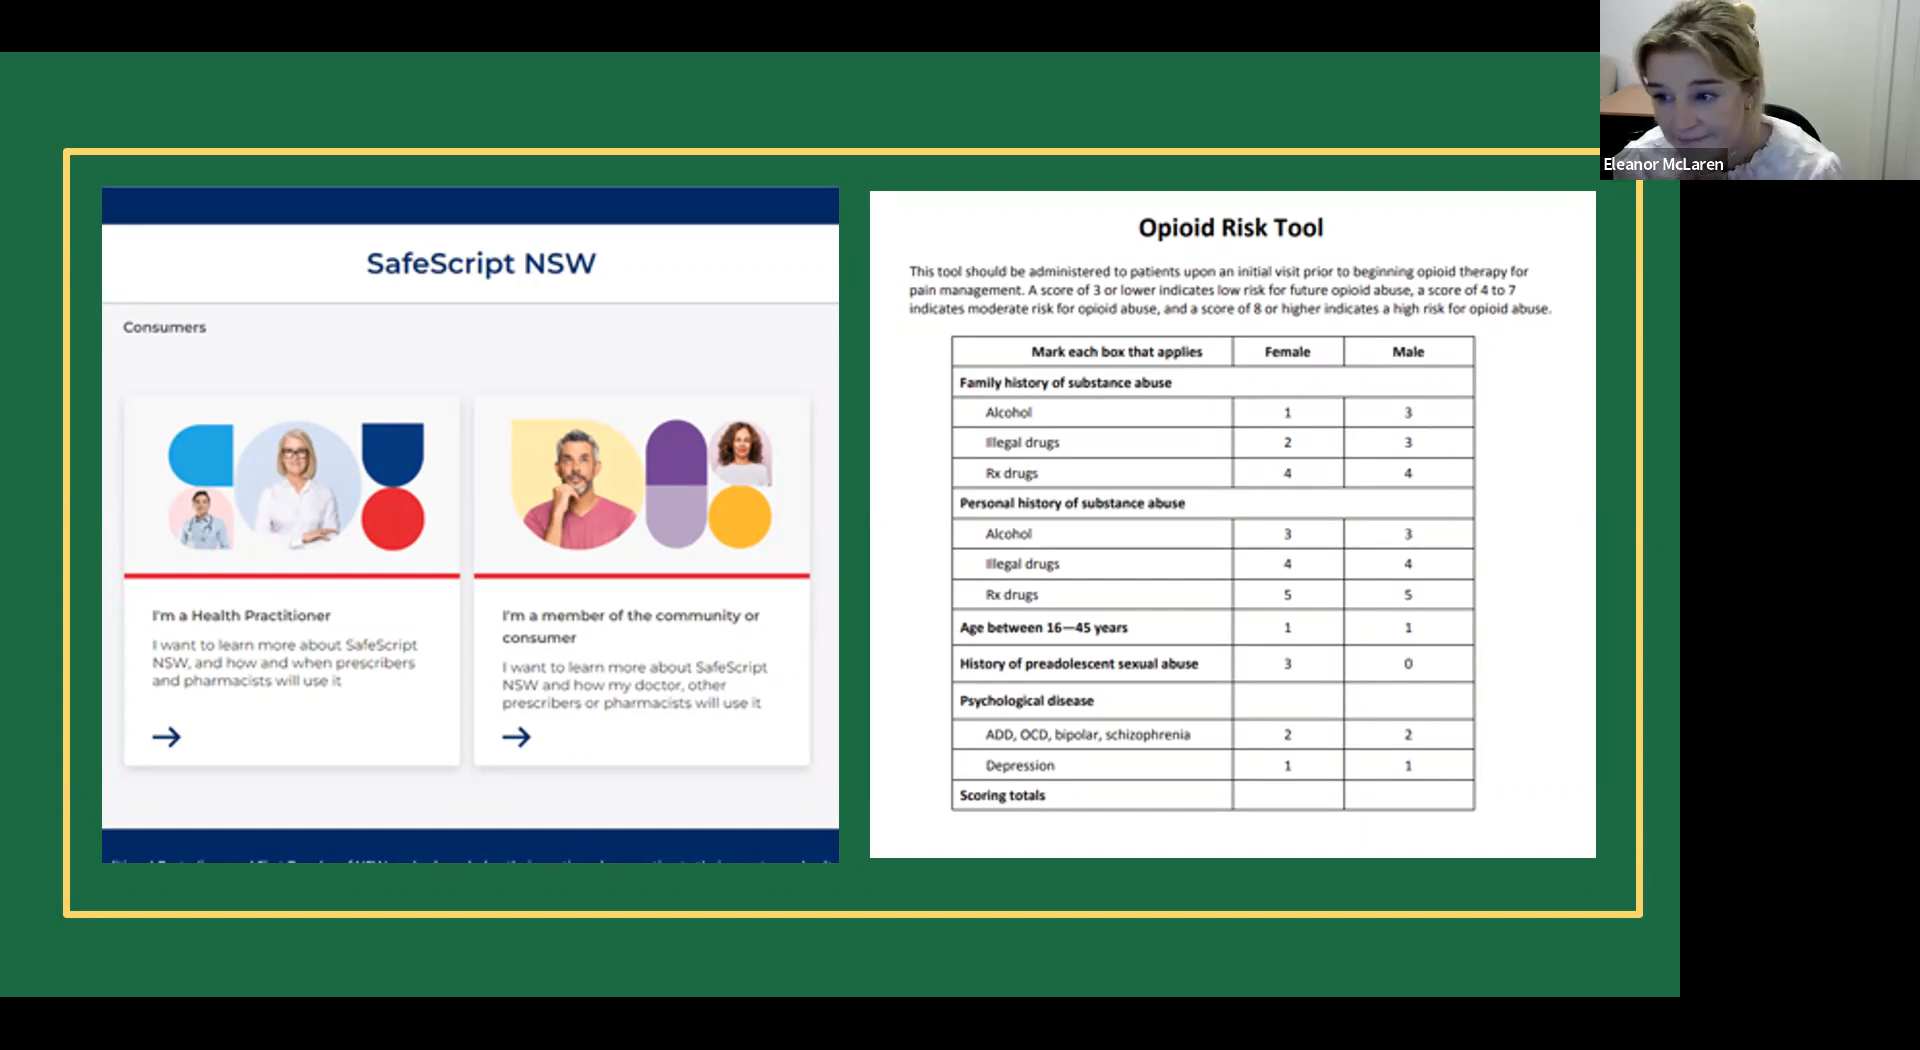 Eleanor McLaren
SafeScript NSW
Consumers
I'm a Health Practitioner
I want to learn more about SafeScript
NSW, and how and when prescribers
and pharmacists will use it
I'm a member of the community or
consumer
I want to learn more about SafeScript
NSW and how my doctor, other
prescribers or pharmacists will use it
Opioid Risk Tool
This tool should be administered to patients upon an initial visit prior to beginning opioid therapy for
pain management. A score of 3 or lower indicates low risk for future opioid abuse, a score of 4 to 7
indicates moderate risk for opioid abuse, and a score of 8 or higher indicates a high risk for opioid abuse.
Mark each box that applies Female Male
Family history of substance abuse
Alcohol 1 3
Illegal drugs 2 3
Rx drugs 4 4
Personal history of substance abuse
Alcohol 3 3
Illegal drugs 4 4
Rx drugs 5 5
Age between 16—45 years 1 1
History of preadolescent sexual abuse 3 0
Psychological disease
ADD, OCD, bipolar, schizophrenia 2 2
Depression 1 1
Scoring totals